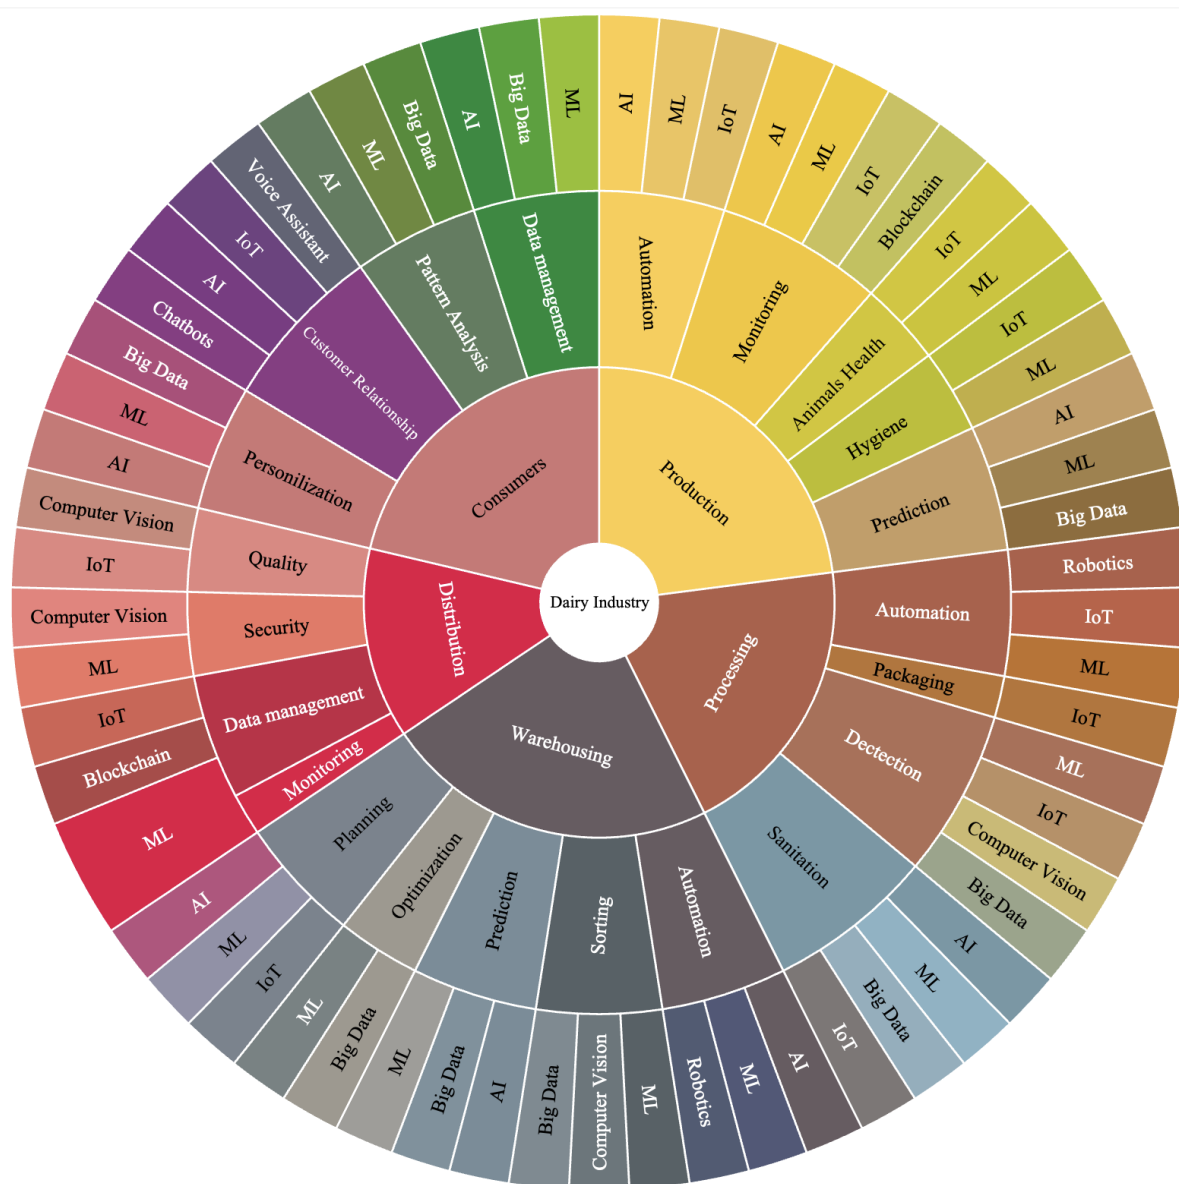 Dairy Industry
Production
Processing
Warehousing
Distribution
Consumers
Automation
Monitoring
Animals Health
Hygiene
Prediction
Automation
Packaging
Dectection
Sanitation
Automation
Sorting
Prediction
Optimization
Planning
Monitoring
Data management
Security
Quality
Personilization
Customer Relationship
Pattern Analysis
Data management
AI
ML
IoT
AI
ML
IoT
Blockchain
IoT
ML
IoT
ML
AI
ML
Big Data
Robotics
IoT
ML
IoT
ML
IoT
Computer Vision
Big Data
AI
ML
Big Data
IoT
AI
ML
Robotics
ML
Computer Vision
Big Data
AI
Big Data
ML
Big Data
ML
IoT
ML
AI
ML
Blockchain
IoT
ML
Computer Vision
IoT
Computer Vision
AI
ML
Big Data
Chatbots
AI
IoT
Voice Assistant
AI
ML
Big Data
AI
Big Data
ML